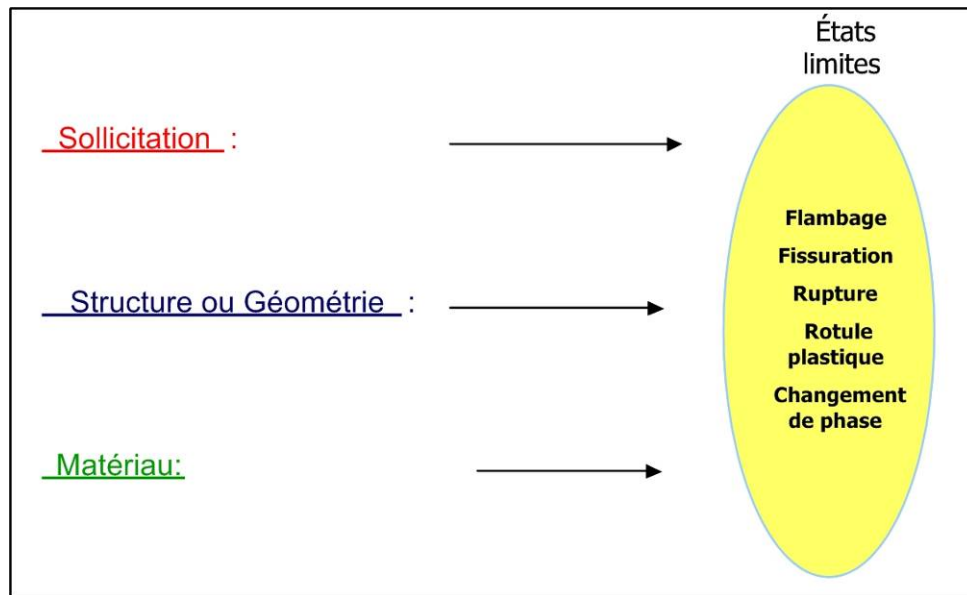 États
limites
Sollicitation :
Structure ou Géométrie :
Matériau:
Flambage
Fissuration
Rupture
Rotule
plastique
Changement
de phase